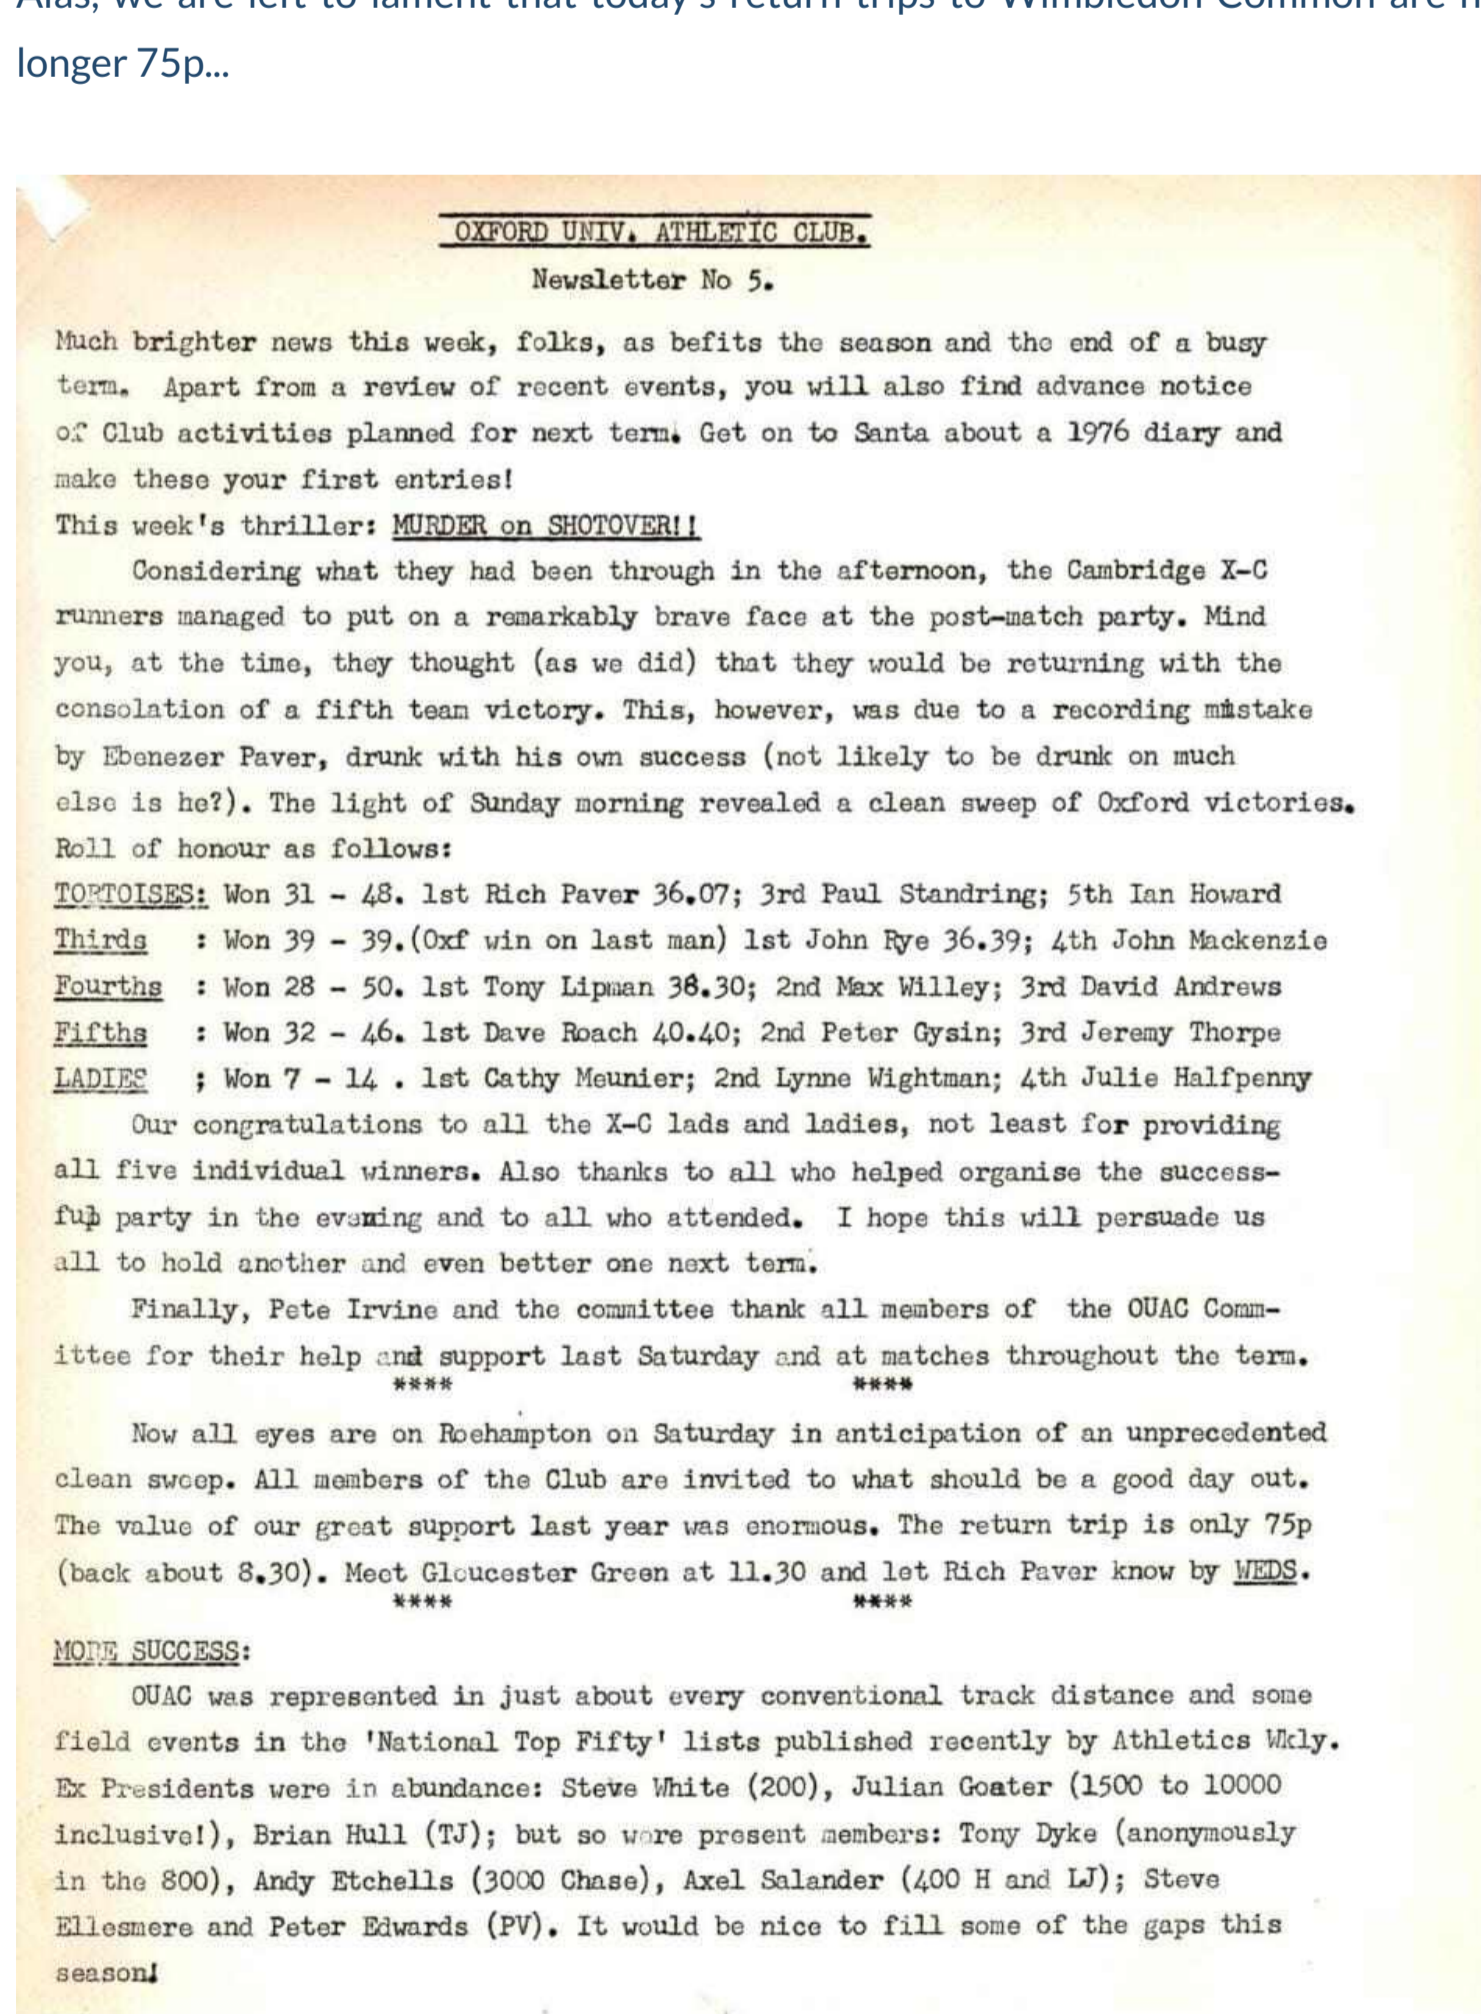 longer 75p...
OXFORD UNIV. ATHLETIC CLUB.
Newsletter No 5.
Much brighter news this week, folks, as befits the season and the end of a busy
term. Apart from a review of recent events, you will also find advance notice
of Club activities planned for next term. Get on to Santa about a 1976 diary and
make these your first entries!
This week's thriller: MURDER on SHOTOVER!!
Considering what they had been through in the afternoon, the Cambridge X-C
runners managed to put on a remarkably brave face at the post-match party. Mind
you, at the time, they thought (as we did) that they would be returning with the
consolation of a fifth team victory. This, however, was due to a recording mistake
by Ebenezer Paver, drunk with his own success (not likely to be drunk on much
else is he?). The light of Sunday morning revealed a clean sweep of Oxford victories.
Roll of honour as follows:
TORTOISES: Won 31 - 48. 1st Rich Paver 36.07; 3rd Paul Standring; 5th Ian Howard
Thirds : Won 39 - 39.(Oxf win on last man) 1st John Rye 36.39; 4th John Mackenzie
Fourths : Won 28 - 50. 1st Tony Lipman 38.30; 2nd Max Willey; 3rd David Andrews
Fifths : Won 32 - 46. 1st Dave Roach 40.40; 2nd Peter Gysin; 3rd Jeremy Thorpe
LADIES ; Won 7 - 14 . 1st Cathy Meunier; 2nd Lynne Wightman; 4th Julie Halfpenny
Our congratulations to all the X-C lads and ladies, not least for providing
all five individual winners. Also thanks to all who helped organise the success-
ful party in the evening and to all who attended. I hope this will persuade us
all to hold another and even better one next term.
Finally, Pete Irvine and the committee thank all members of the OUAC Comm-
ittee for their help and support last Saturday and at matches throughout the term.
**** ****
Now all eyes are on Roehampton on Saturday in anticipation of an unprecedented
clean sweep. All members of the Club are invited to what should be a good day out.
The value of our great support last year was enormous. The return trip is only 75p
(back about 8.30). Meet Gloucester Green at 11.30 and let Rich Paver know by WEDS.
**** ****
MORE SUCCESS:
OUAC was represented in just about every conventional track distance and some
field events in the 'National Top Fifty' lists published recently by Athletics Wkly.
Ex Presidents were in abundance: Steve White (200), Julian Goater (1500 to 10000
inclusive!), Brian Hull (TJ); but so were present members: Tony Dyke (anonymously
in the 800), Andy Etchells (3000 Chase), Axel Salander (400 H and LJ); Steve
Ellesmere and Peter Edwards (PV). It would be nice to fill some of the gaps this
season!